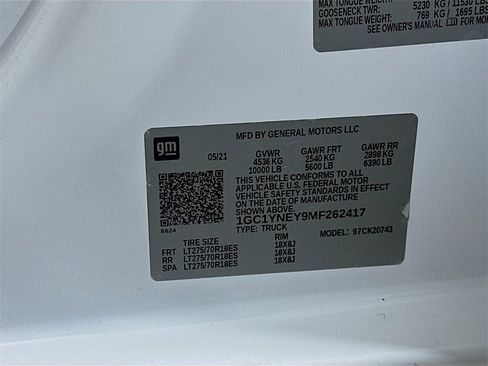 MAX TONGUE WEIGHT:
5230 KG / 11530 LBS
GOOSENECK TWR:
MAX TONGUE WEIGHT: 769 KG / 1695 LBS
SEE OWNER'S MANUAL FOR MOR
MFD BY GENERAL MOTORS LLC
gm
05/21 GVWR GAWR FRT GAWR RR
4536 KG 2540 KG 2898 KG
10000 LB 5600 LB 6390 LB
THIS VEHICLE CONFORMS TO ALL
APPLICABLE U.S. FEDERAL MOTOR
VEHICLE SAFETY STANDARDS IN EFFECT
ON THE DATE OF MANUFACTURE
SHOWN ABOVE.
1GC1YNEY9MF262417
8624 TYPE: TRUCK MODEL: 97CK20743
TIRE SIZE RIM
FRT LT275/70R18ES 18X8J
RR LT275/70R18ES 18X8J
SPA LT275/70R18ES 18X8J